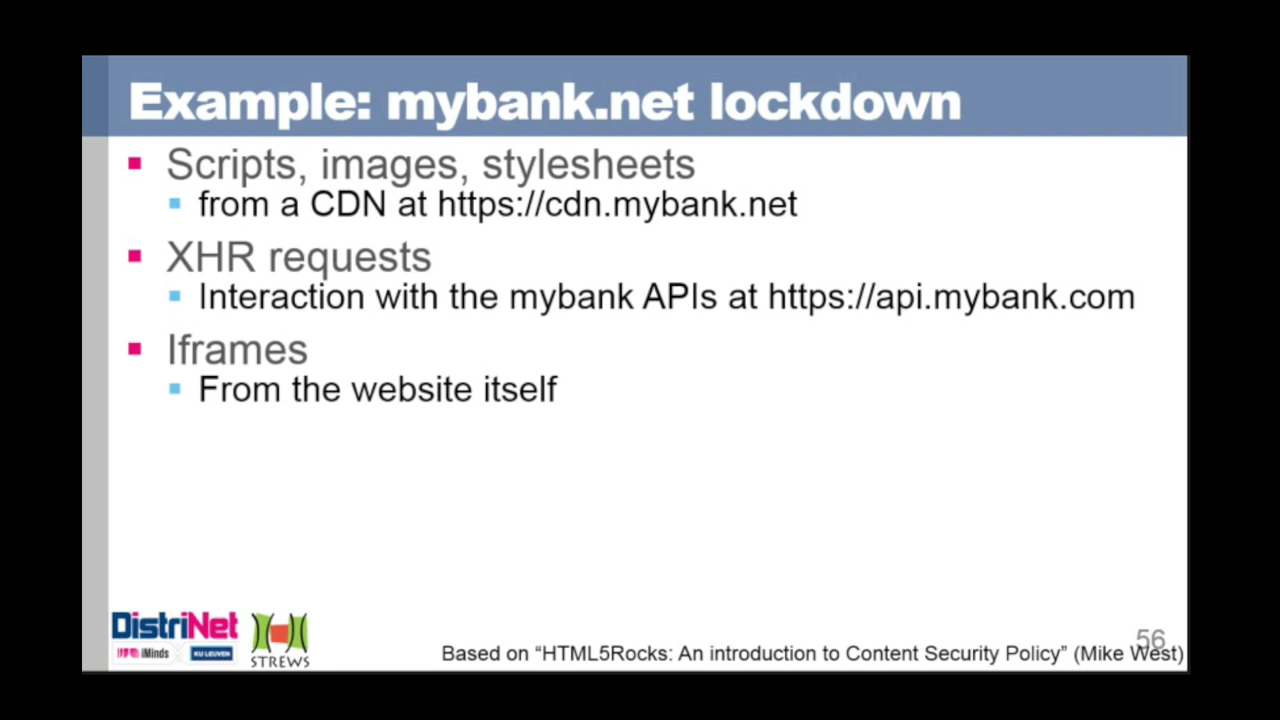 Example: mybank.net lockdown
Scripts, images, stylesheets
from a CDN at https://cdn.mybank.net
XHR requests
Interaction with the mybank APIs at https://api.mybank.com
Iframes
From the website itself
DistriNet
iMinds
KU LEUVEN
STREWS
56
Based on “HTML5Rocks: An introduction to Content Security Policy” (Mike West)